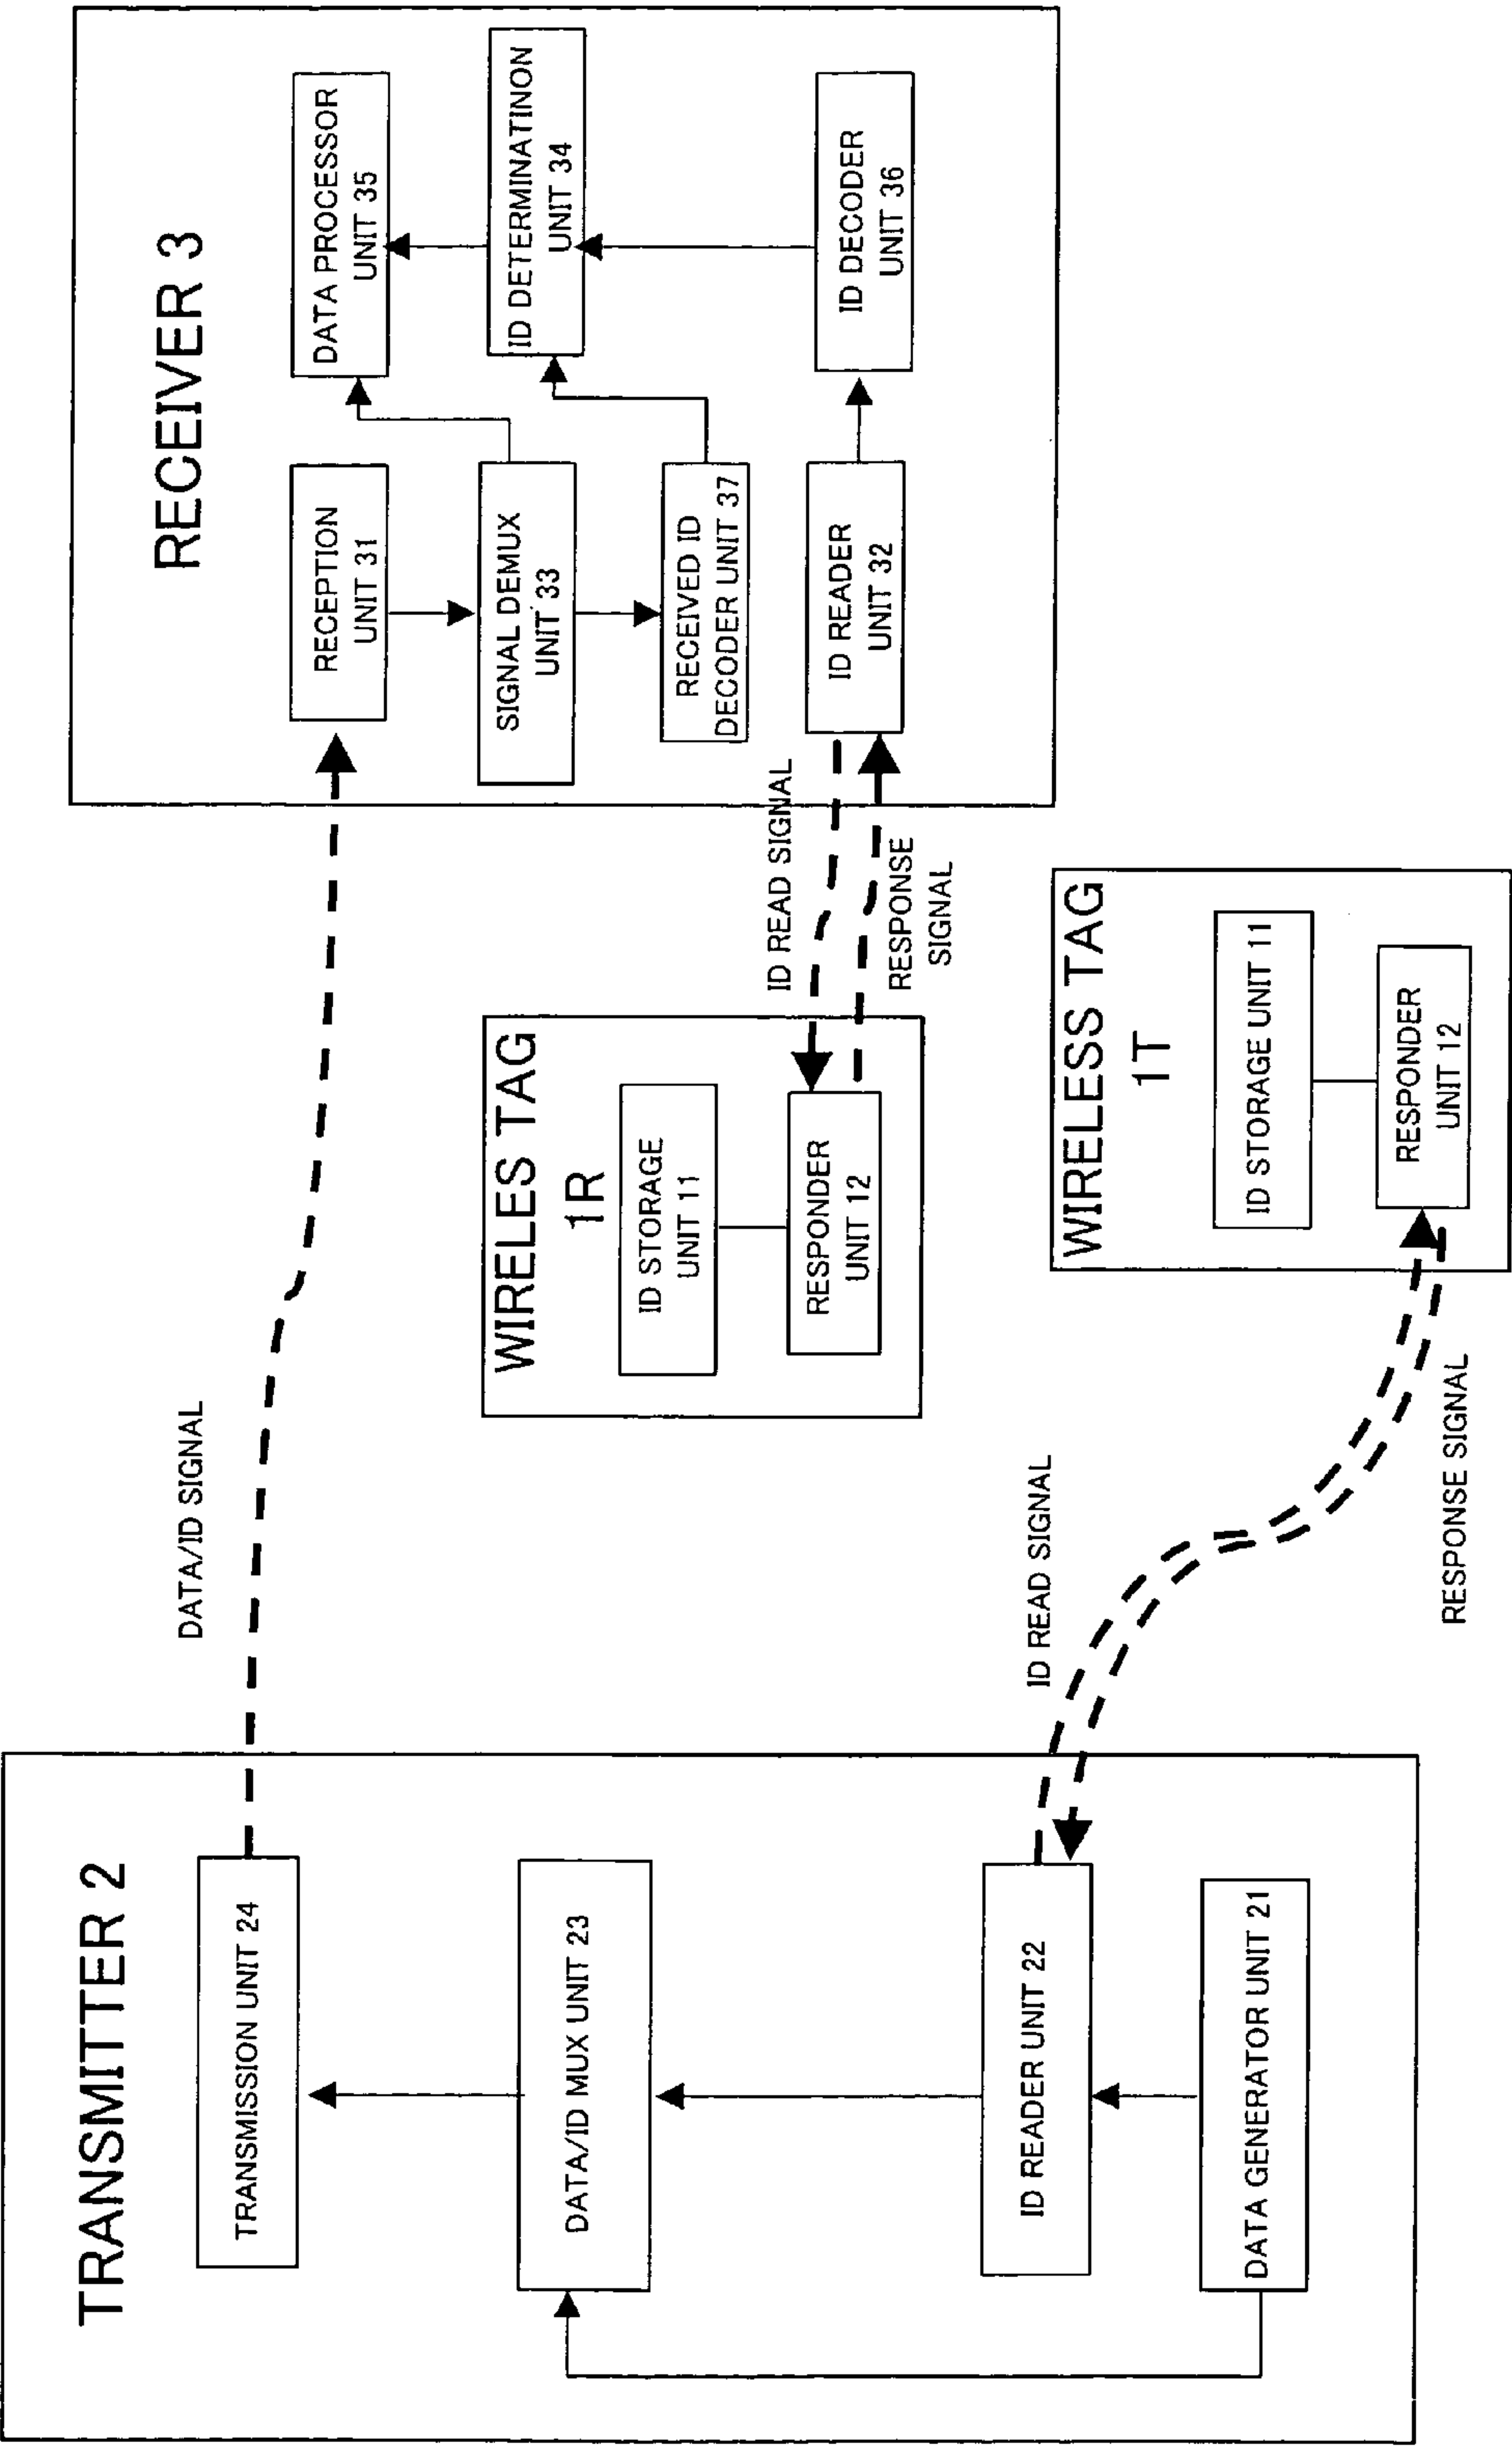 TRANSMITTER 2
TRANSMISSION UNIT 24
DATA/ID MUX UNIT 23
ID READER UNIT 22
DATA GENERATOR UNIT 21
DATA/ID SIGNAL
ID READ SIGNAL
RESPONSE SIGNAL
WIRELES TAG
1R
ID STORAGE
UNIT 11
RESPONDER
UNIT 12
WIRELESS TAG
1T
ID STORAGE UNIT 11
RESPONDER
UNIT 12
ID READ SIGNAL
RESPONSE
SIGNAL
RECEIVER 3
RECEPTION
UNIT 31
DATA PROCESSOR
UNIT 35
SIGNAL DEMUX
UNIT 33
ID DETERMINATINON
UNIT 34
RECEIVED ID
DECODER UNIT 37
ID READER
UNIT 32
ID DECODER
UNIT 36